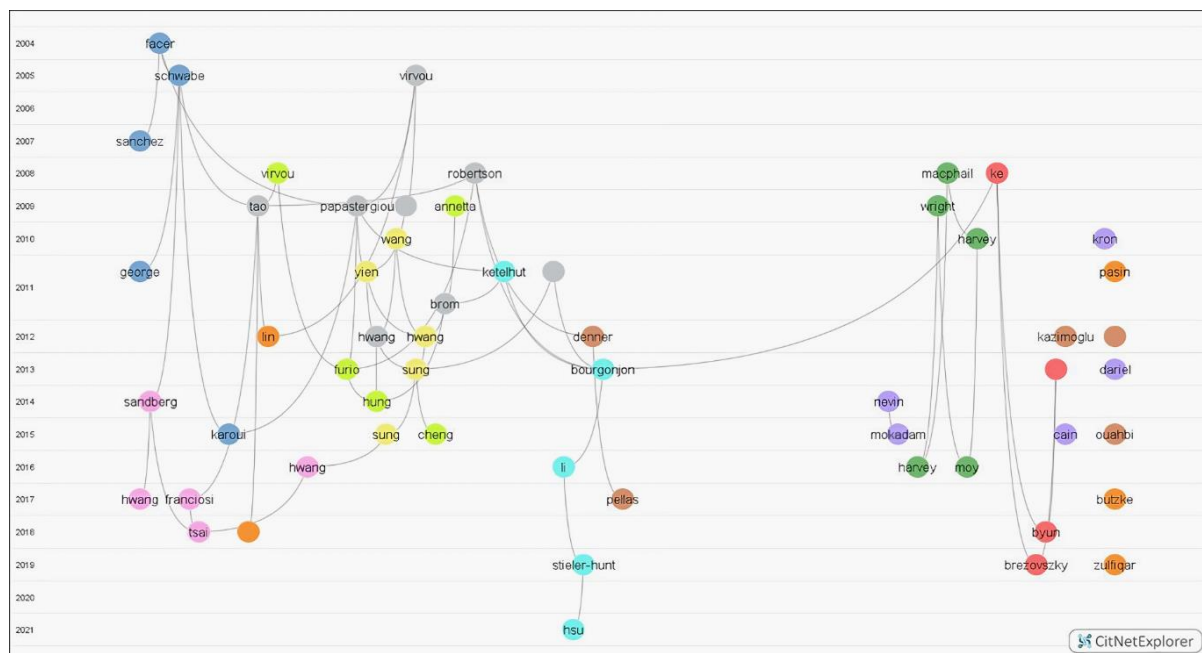 2004
facer
2005
schwabe
virvou
2006
2007
sanchez
2008
virvou
robertson
macphail
ke
2009
tao
papastergiou
annetta
wright
2010
wang
harvey
kron
2011
george
yien
ketelhut
pasin
brom
2012
lin
hwang
hwang
denner
kazimoglu
2013
furio
sung
bourgonjon
dariel
2014
sandberg
hung
nevin
2015
karoui
sung
cheng
mokadam
cain
ouahbi
2016
hwang
li
harvey
moy
2017
hwang
franciosi
pellas
butzke
2018
tsai
byun
2019
stieler-hunt
brezovszky
zulfiqar
2020
2021
hsu
CitNetExplorer